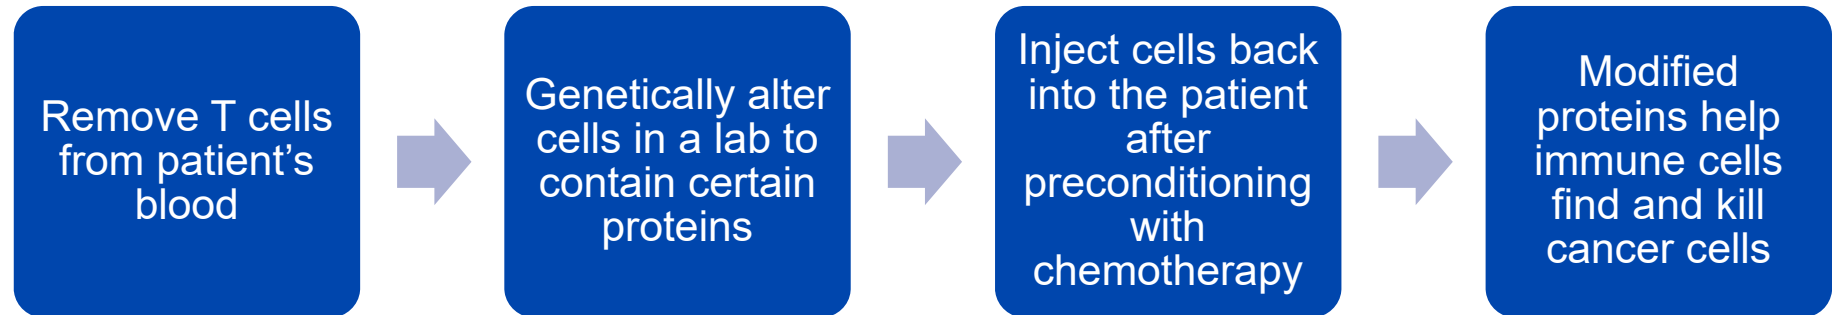 Remove T cells
from patient’s
blood
Genetically alter
cells in a lab to
contain certain
proteins
Inject cells back
into the patient
after
preconditioning
with
chemotherapy
Modified
proteins help
immune cells
find and kill
cancer cells